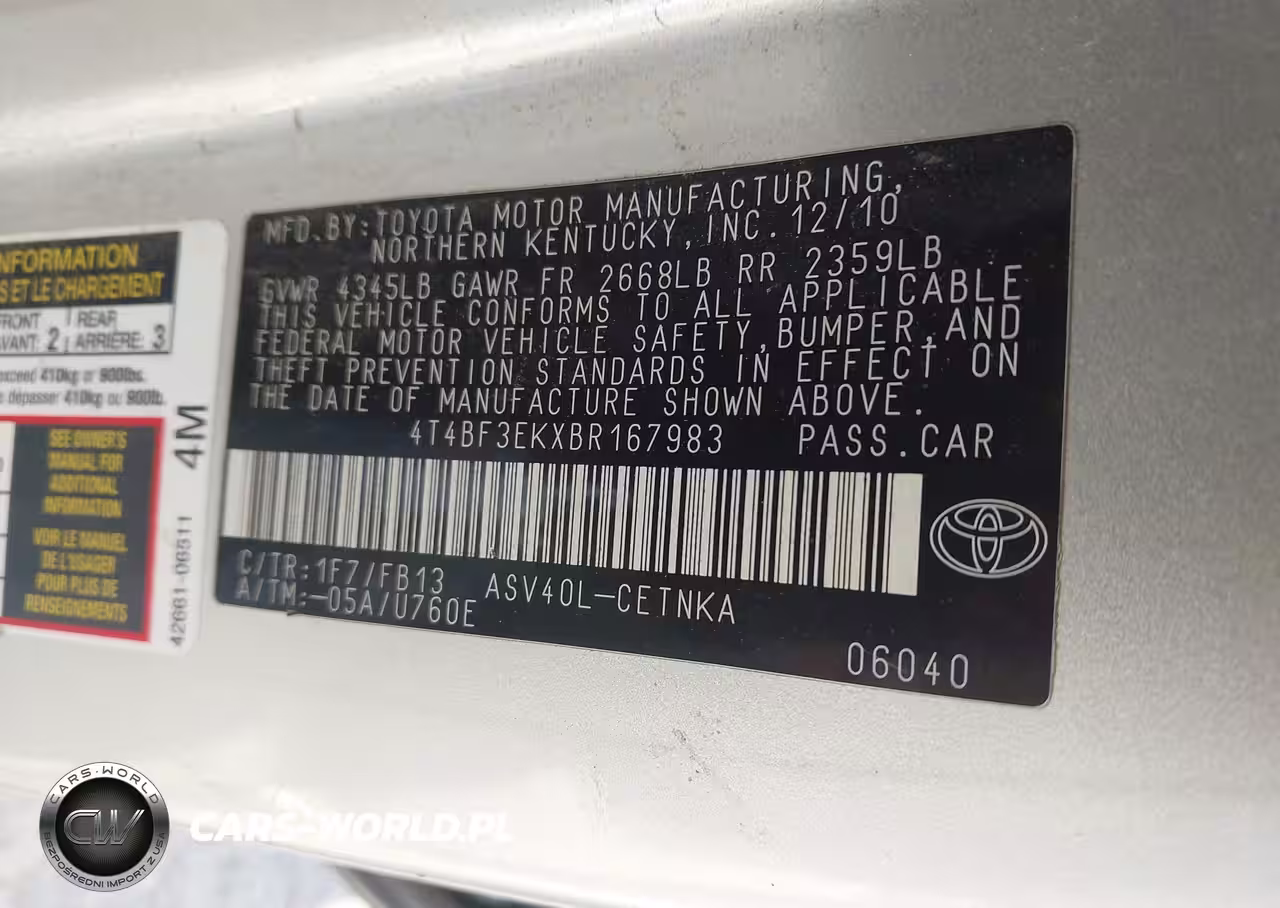 MFD.BY:TOYOTA MOTOR MANUFACTURING,
NORTHERN KENTUCKY, INC. 12/10
GVWR 4345LB GAWR FR 2668LB RR 2359LB
THIS VEHICLE CONFORMS TO ALL APPLICABLE
FEDERAL MOTOR VEHICLE SAFETY,BUMPER,AND
THEFT PREVENTION STANDARDS IN EFFECT ON
THE DATE OF MANUFACTURE SHOWN ABOVE.
4T4BF3EKXBR167983 PASS.CAR
C/TR:1F7/FB13 ASV40L-CETNKA
A/TM:-05A/U760E
06040
NFORMATION
S ET LE CHARGEMENT
FRONT REAR
AVANT: 2 ARRIÈRE: 3
exceed 410kg or 900lbs.
dépasser 410kg ou 900lb.
SEE OWNER'S
MANUAL FOR
ADDITIONAL
INFORMATION
VOIR LE MANUEL
DE L'USAGER
POUR PLUS DE
RENSEIGNEMENTS
42661-06511 4M
CARS-WORLD
CW
BEZPOŚREDNI IMPORT Z USA
CARS-WORLD.PL